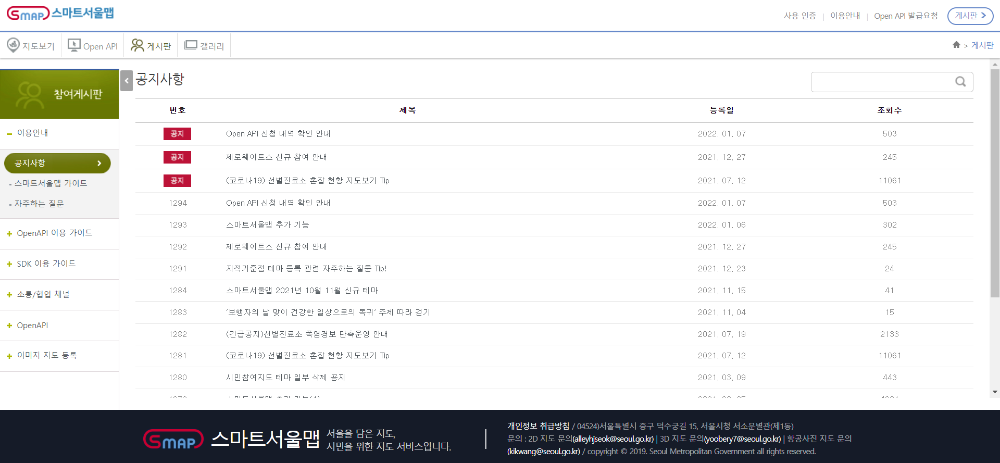 SMAP 스마트서울맵
사용 인증 | 이용안내 | Open API 발급요청 게시판
지도보기 Open API 게시판 갤러리
> 게시판
참여게시판
이용안내
공지사항
스마트서울맵 가이드
자주하는 질문
OpenAPI 이용 가이드
SDK 이용 가이드
소통/협업 채널
OpenAPI
이미지 지도 등록
공지사항
번호 제목 등록일 조회수
공지 Open API 신청 내역 확인 안내 2022. 01. 07 503
공지 제로웨이트스 신규 참여 안내 2021. 12. 27 245
공지 (코로나19) 선별진료소 혼잡 현황 지도보기 Tip 2021. 07. 12 11061
1294 Open API 신청 내역 확인 안내 2022. 01. 07 503
1293 스마트서울맵 추가 기능 2022. 01. 06 302
1292 제로웨이트스 신규 참여 안내 2021. 12. 27 245
1291 지적기준점 테마 등록 관련 자주하는 질문 Tip! 2021. 12. 23 24
1284 스마트서울맵 2021년 10월 11월 신규 테마 2021. 11. 15 41
1283 ‘보행자의 날 맞이 건강한 일상으로의 복귀’ 주제 따라 걷기 2021. 11. 04 15
1282 (긴급공지)선별진료소 폭염경보 단축운영 안내 2021. 07. 19 2133
1281 (코로나19) 선별진료소 혼잡 현황 지도보기 Tip 2021. 07. 12 11061
1280 시민참여지도 테마 일부 삭제 공지 2021. 03. 09 443
SMAP 스마트서울맵
서울을 담은 지도,
시민을 위한 지도 서비스입니다.
개인정보 취급방침 / 04524)서울특별시 중구 덕수궁길 15, 서울시청 서소문별관(제1동)
문의 : 2D 지도 문의(alleyhjseok@seoul.go.kr) | 3D 지도 문의(yoobery7@seoul.go.kr) | 항공사진 지도 문의
(kikwang@seoul.go.kr) / copyright © 2019. Seoul Metropolitan Government all rights reserved.